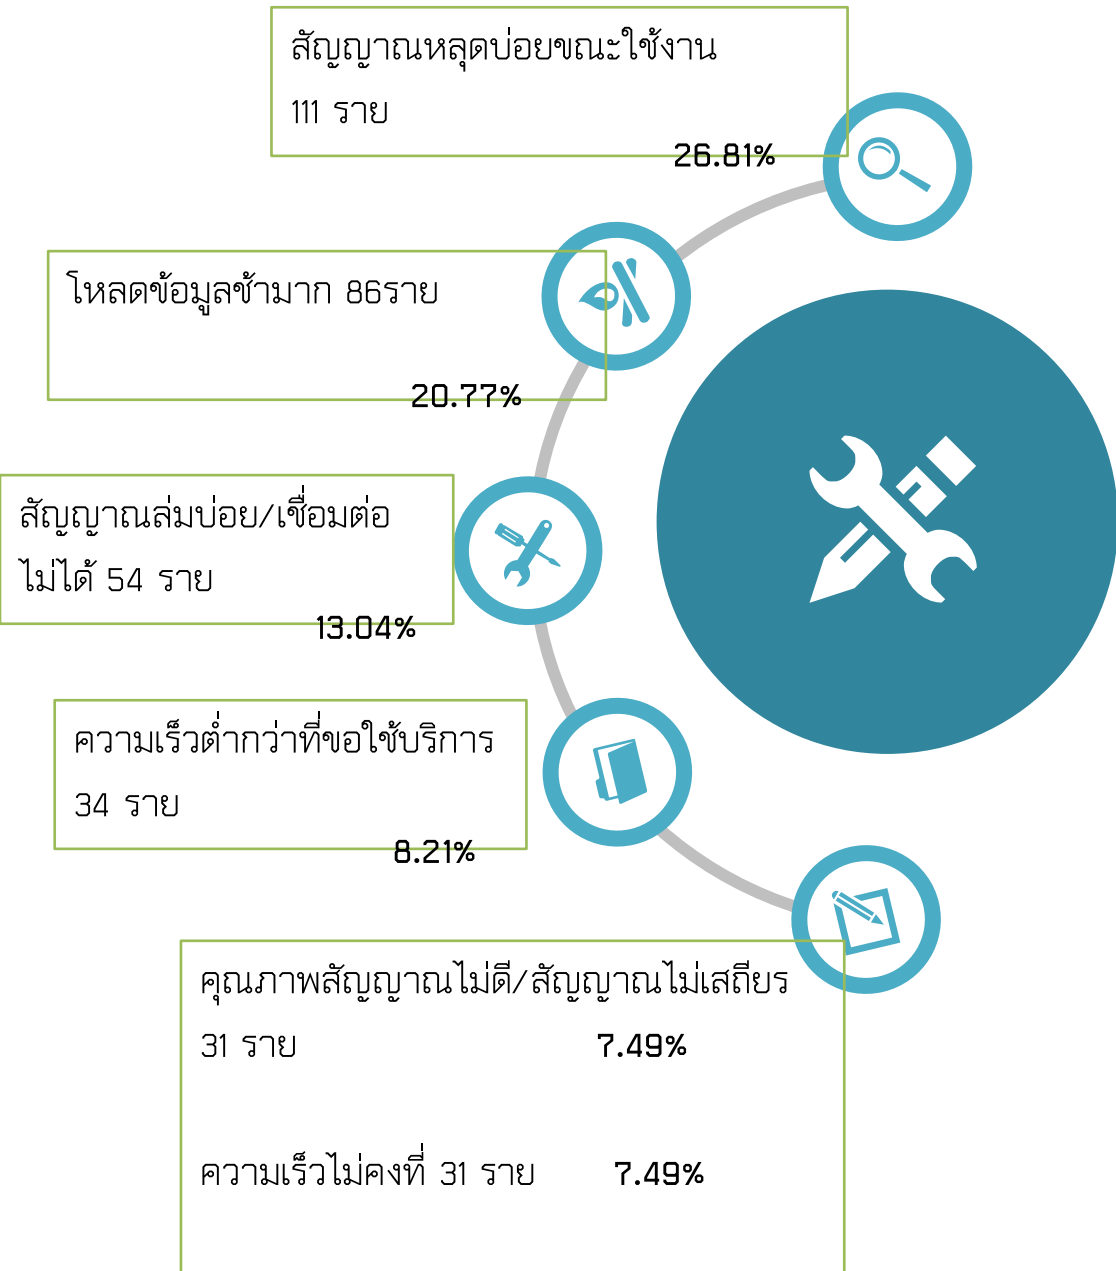 สัญญาณหลุดบ่อยขณะใช้งาน
111 ราย
26.81%
โหลดข้อมูลช้ามาก 86ราย
20.77%
สัญญาณล่มบ่อย/เชื่อมต่อ
ไม่ได้ 54 ราย
13.04%
ความเร็วต่ำกว่าที่ขอใช้บริการ
34 ราย
8.21%
คุณภาพสัญญาณไม่ดี/สัญญาณไม่เสถียร
31 ราย 7.49%
ความเร็วไม่คงที่ 31 ราย 7.49%